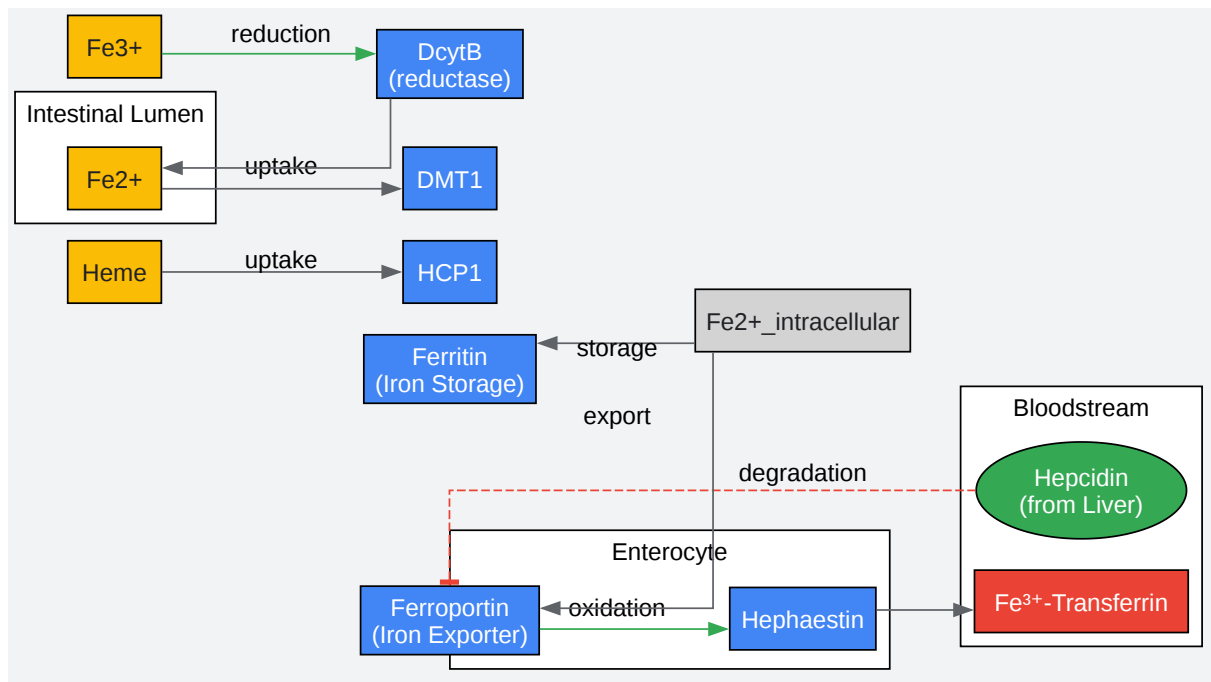 Fe3+
reduction
DcytB
(reductase)
Intestinal Lumen
Fe2+
uptake
DMT1
Heme
uptake
HCP1
Fe2+_intracellular
Ferritin
(Iron Storage)
storage
export
Bloodstream
degradation
Hepcidin
(from Liver)
Enterocyte
Ferroportin
(Iron Exporter)
oxidation
Hephaestin
Fe³⁺-Transferrin